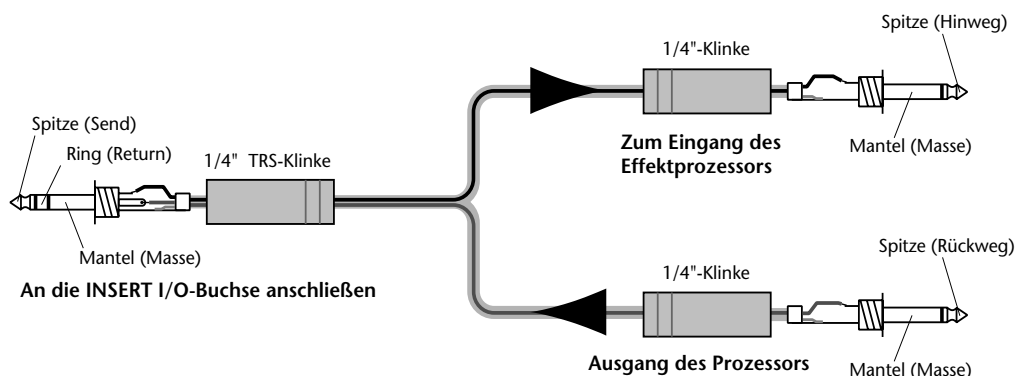 Spitze (Send)
Ring (Return)
1/4" TRS-Klinke
Mantel (Masse)
An die INSERT I/O-Buchse anschließen
1/4"-Klinke
Spitze (Hinweg)
Zum Eingang des
Effektprozessors
Mantel (Masse)
1/4"-Klinke
Spitze (Rückweg)
Ausgang des Prozessors
Mantel (Masse)